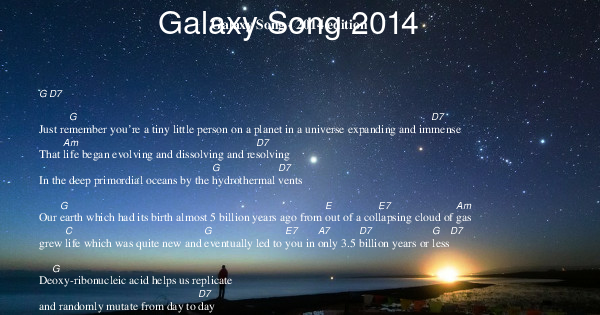 Galaxy Song 2014
Galaxy Song - 2014 edition
G D7
G D7
Just remember you're a tiny little person on a planet in a universe expanding and immense
Am D7
That life began evolving and dissolving and resolving
G D7
In the deep primordial oceans by the hydrothermal vents
G E E7 Am
Our earth which had its birth almost 5 billion years ago from out of a collapsing cloud of gas
C G E7 A7 D7 G D7
grew life which was quite new and eventually led to you in only 3.5 billion years or less
G
Deoxy-ribonucleic acid helps us replicate
D7
and randomly mutate from day to day